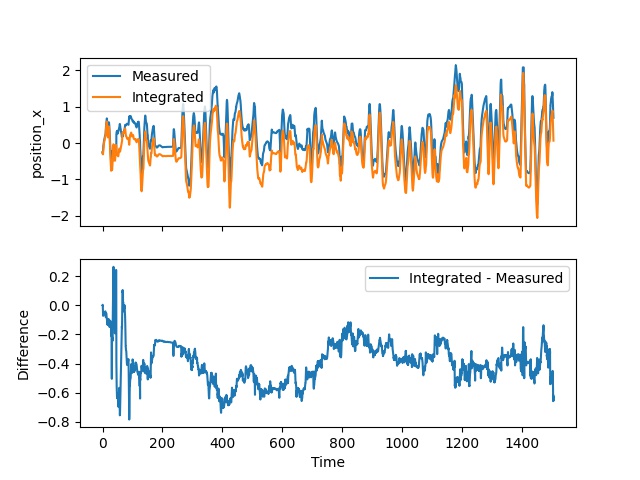 2
1
0
−1
−2
position_x
Measured
Integrated
0.2
0.0
−0.2
−0.4
−0.6
−0.8
Difference
Integrated - Measured
0 200 400 600 800 1000 1200 1400
Time